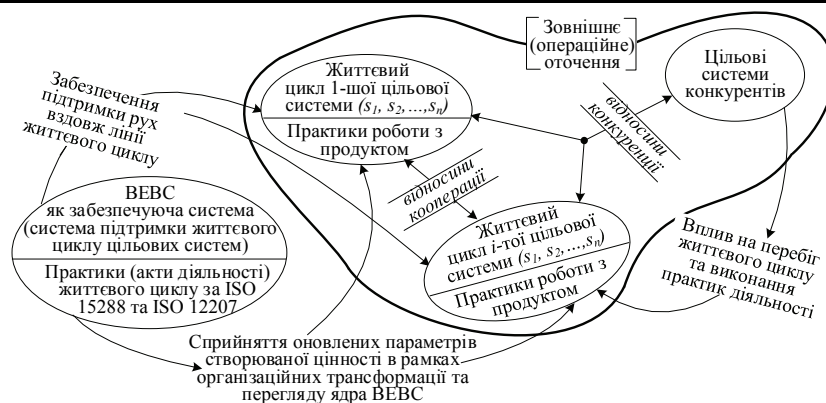 Зовнішнє
(операційне)
оточення
Цільові
системи
конкурентів
Життєвий
цикл 1-шої цільової
системи (s1, s2,...,sn)
Практики роботи з
продуктом
Забезпечення
підтримки рух
вздовж лінії
життєвого циклу
відносини
конкуренції
відносини
кооперації
ВЕВС
як забезпечуюча система
(система підтримки життєвого
циклу цільових систем)
Практики (акти діяльності)
життєвого циклу за ISO
15288 та ISO 12207
Життєвий
цикл i-тої цільової
системи (s1, s2,...,sn)
Практики роботи з
продуктом
Вплив на перебіг
життєвого циклу
та виконання
практик діяльності
Сприйняття оновлених параметрів
створюваної цінності в рамках
організаційних трансформації та
перегляду ядра ВЕВС